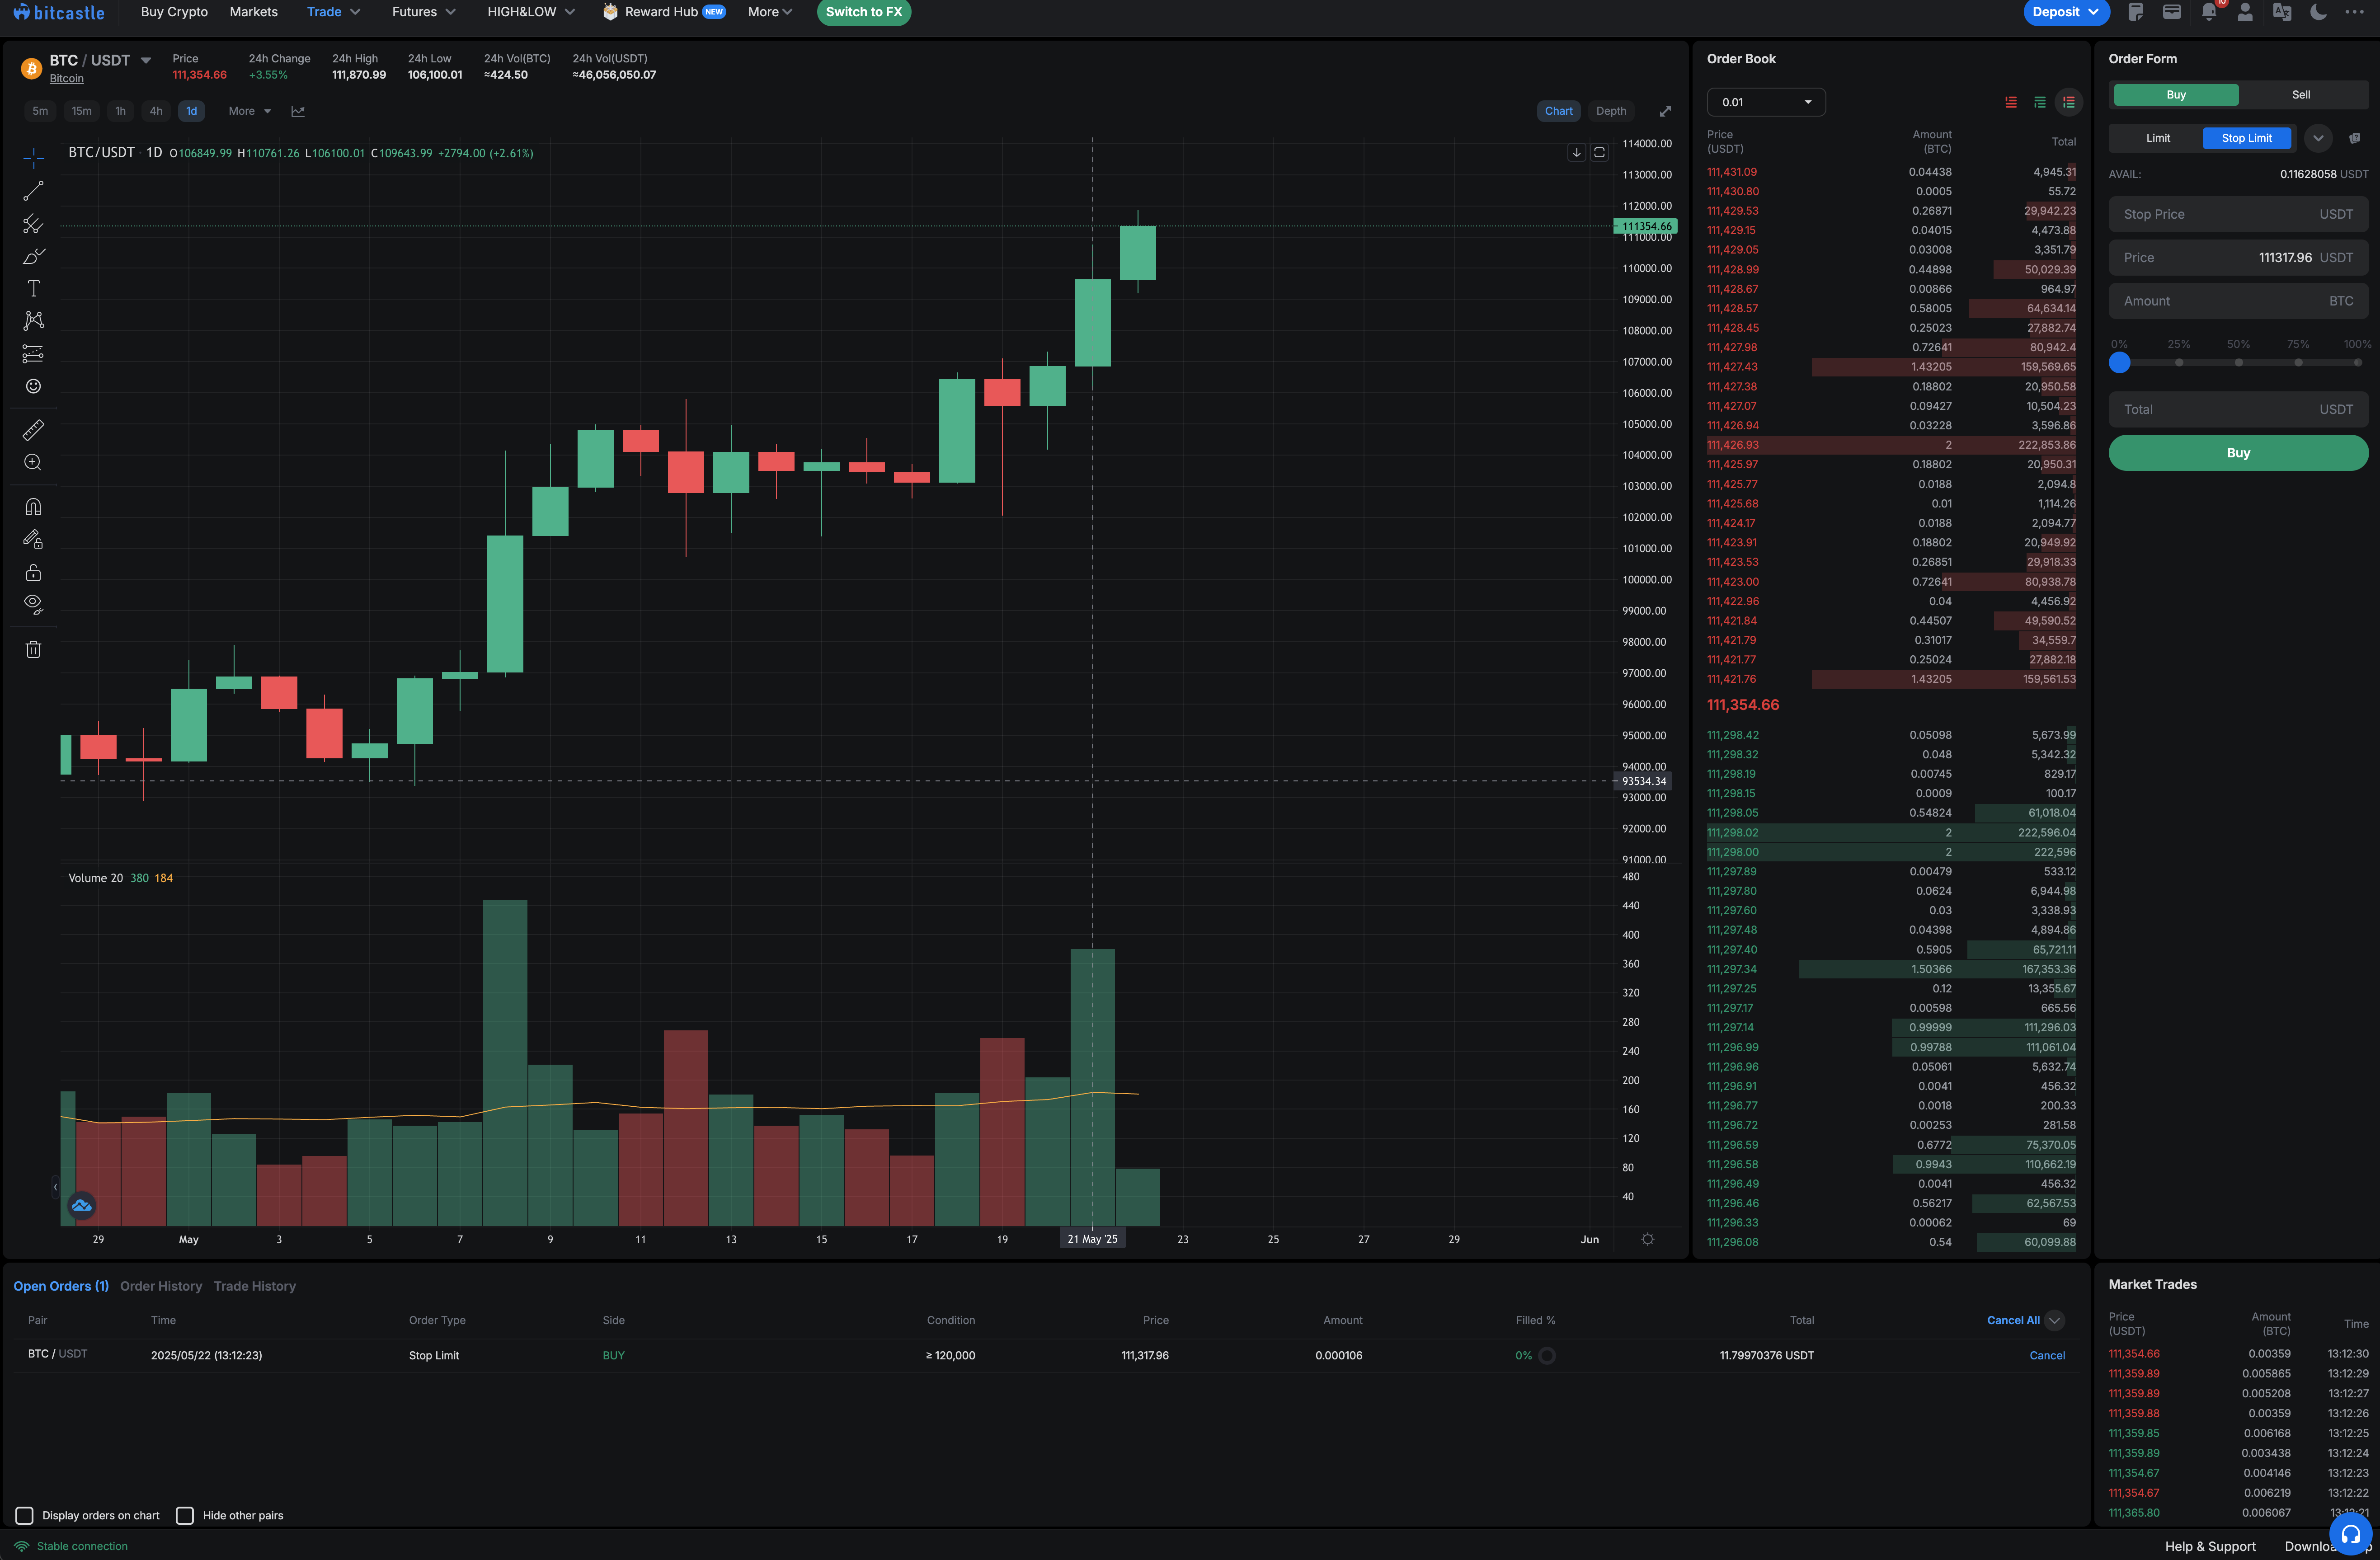 bitcastle Buy Crypto Markets Trade Futures HIGH&LOW Reward Hub NEW More Switch to FX Deposit 10
BTC / USDT
Bitcoin
Price 24h Change 24h High 24h Low 24h Vol(BTC) 24h Vol(USDT)
111,354.66 +3.55% 111,870.99 106,100.01 ≈424.50 ≈46,056,050.07
5m 15m 1h 4h 1d More Chart Depth
BTC/USDT · 1D O106849.99 H110761.26 L106100.01 C109643.99 +2794.00 (+2.61%)
114000.00
113000.00
112000.00
111354.66
111000.00
110000.00
109000.00
108000.00
107000.00
106000.00
105000.00
104000.00
103000.00
102000.00
101000.00
100000.00
99000.00
98000.00
97000.00
96000.00
95000.00
94000.00
93534.34
93000.00
92000.00
91000.00
Volume 20 380 184
480
440
400
360
320
280
240
200
160
120
80
40
29 May 3 5 7 9 11 13 15 17 19 21 May '25 23 25 27 29 Jun
Order Book
0.01
Price (USDT) Amount (BTC) Total
111,431.09 0.04438 4,945.31
111,430.80 0.0005 55.72
111,429.53 0.26871 29,942.23
111,429.15 0.04015 4,473.88
111,429.05 0.03008 3,351.79
111,428.99 0.44898 50,029.39
111,428.67 0.00866 964.97
111,428.57 0.58005 64,634.14
111,428.45 0.25023 27,882.74
111,427.98 0.72641 80,942.4
111,427.43 1.43205 159,569.65
111,427.38 0.18802 20,950.58
111,427.07 0.09427 10,504.23
111,426.94 0.03228 3,596.86
111,426.93 2 222,853.86
111,425.97 0.18802 20,950.31
111,425.77 0.0188 2,094.8
111,425.68 0.01 1,114.26
111,424.17 0.0188 2,094.77
111,423.91 0.18802 20,949.92
111,423.53 0.26851 29,918.33
111,423.00 0.72641 80,938.78
111,422.96 0.04 4,456.92
111,421.84 0.44507 49,590.52
111,421.79 0.31017 34,559.7
111,421.77 0.25024 27,882.18
111,421.76 1.43205 159,561.53
111,354.66
111,298.42 0.05098 5,673.99
111,298.32 0.048 5,342.32
111,298.19 0.00745 829.17
111,298.15 0.0009 100.17
111,298.05 0.54824 61,018.04
111,298.02 2 222,596.04
111,298.00 2 222,596
111,297.89 0.00479 533.12
111,297.80 0.0624 6,944.98
111,297.60 0.03 3,338.93
111,297.48 0.04398 4,894.86
111,297.40 0.5905 65,721.11
111,297.34 1.50366 167,353.36
111,297.25 0.12 13,355.67
111,297.17 0.00598 665.56
111,297.14 0.99999 111,296.03
111,296.99 0.99788 111,061.04
111,296.96 0.05061 5,632.74
111,296.91 0.0041 456.32
111,296.77 0.0018 200.33
111,296.72 0.00253 281.58
111,296.59 0.6772 75,370.05
111,296.58 0.9943 110,662.19
111,296.49 0.0041 456.32
111,296.46 0.56217 62,567.53
111,296.33 0.00062 69
111,296.08 0.54 60,099.88
Order Form
Buy Sell
Limit Stop Limit
AVAIL: 0.11628058 USDT
Stop Price USDT
Price 111317.96 USDT
Amount BTC
0% 25% 50% 75% 100%
Total USDT
Buy
Open Orders (1) Order History Trade History
Pair Time Order Type Side Condition Price Amount Filled % Total Cancel All
BTC / USDT 2025/05/22 (13:12:23) Stop Limit BUY ≥ 120,000 111,317.96 0.000106 0% 11.79970376 USDT Cancel
Display orders on chart Hide other pairs
Market Trades
Price (USDT) Amount (BTC) Time
111,354.66 0.00359 13:12:30
111,359.89 0.005865 13:12:29
111,359.89 0.005208 13:12:27
111,359.88 0.00359 13:12:26
111,359.85 0.006168 13:12:25
111,359.89 0.003438 13:12:24
111,354.67 0.004146 13:12:23
111,354.67 0.006219 13:12:22
111,365.80 0.006067
Stable connection Help & Support